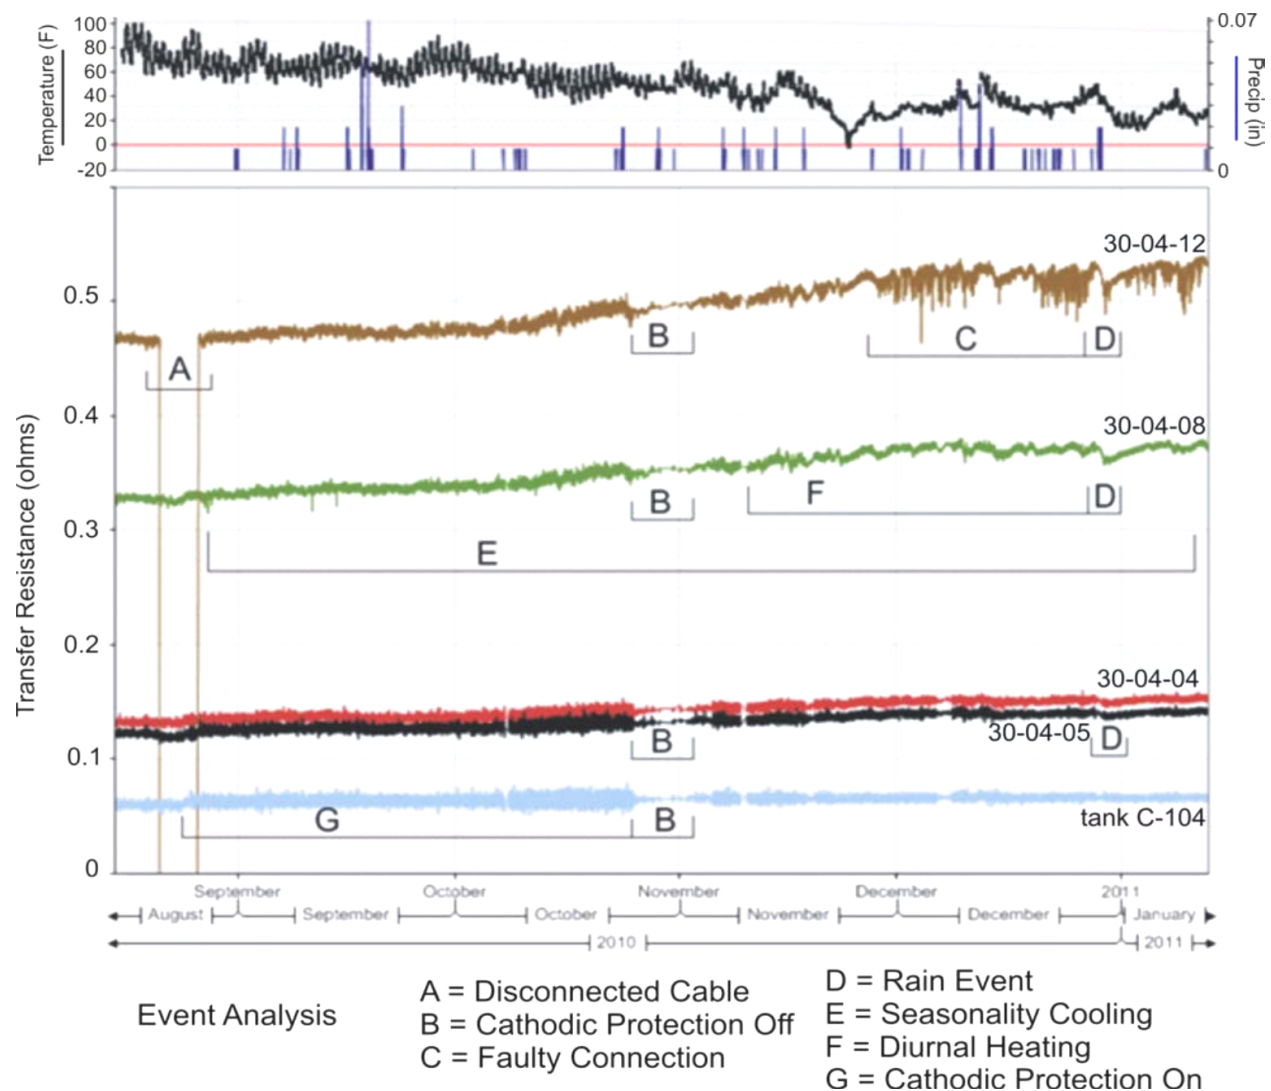 Temperature (F)
100
80
60
40
20
0
-20
0.07
Precip (in)
0
Transfer Resistance (ohms)
0.5
0.4
0.3
0.2
0.1
0
30-04-12
A
B
C
D
30-04-08
B
F
D
E
30-04-04
30-04-05
B
D
tank C-104
G
B
September October November December 2011
August September October November December January
2010 2011
Event Analysis
A = Disconnected Cable
B = Cathodic Protection Off
C = Faulty Connection
D = Rain Event
E = Seasonality Cooling
F = Diurnal Heating
G = Cathodic Protection On